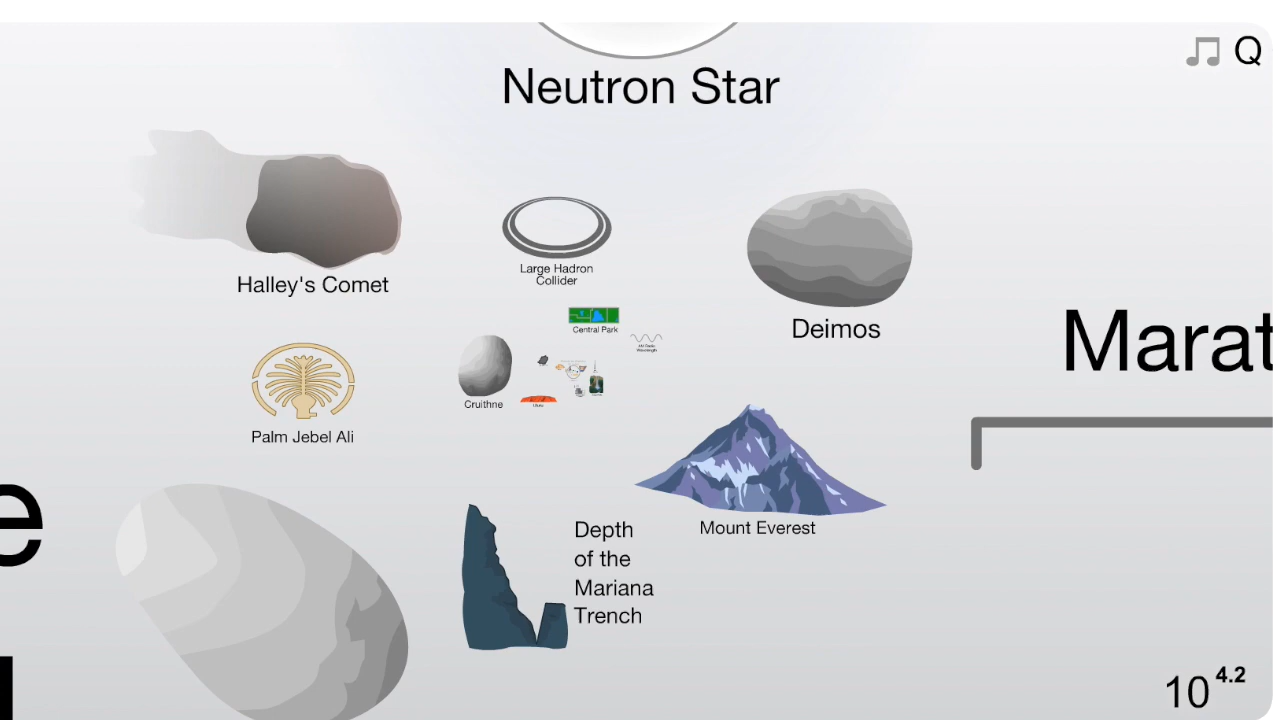 Q
Neutron Star
Halley's Comet
Large Hadron
Collider
Deimos
Central Park
Marat
Cruithne
Palm Jebel Ali
e
Mount Everest
Depth
of the
Mariana
Trench
10 4.2